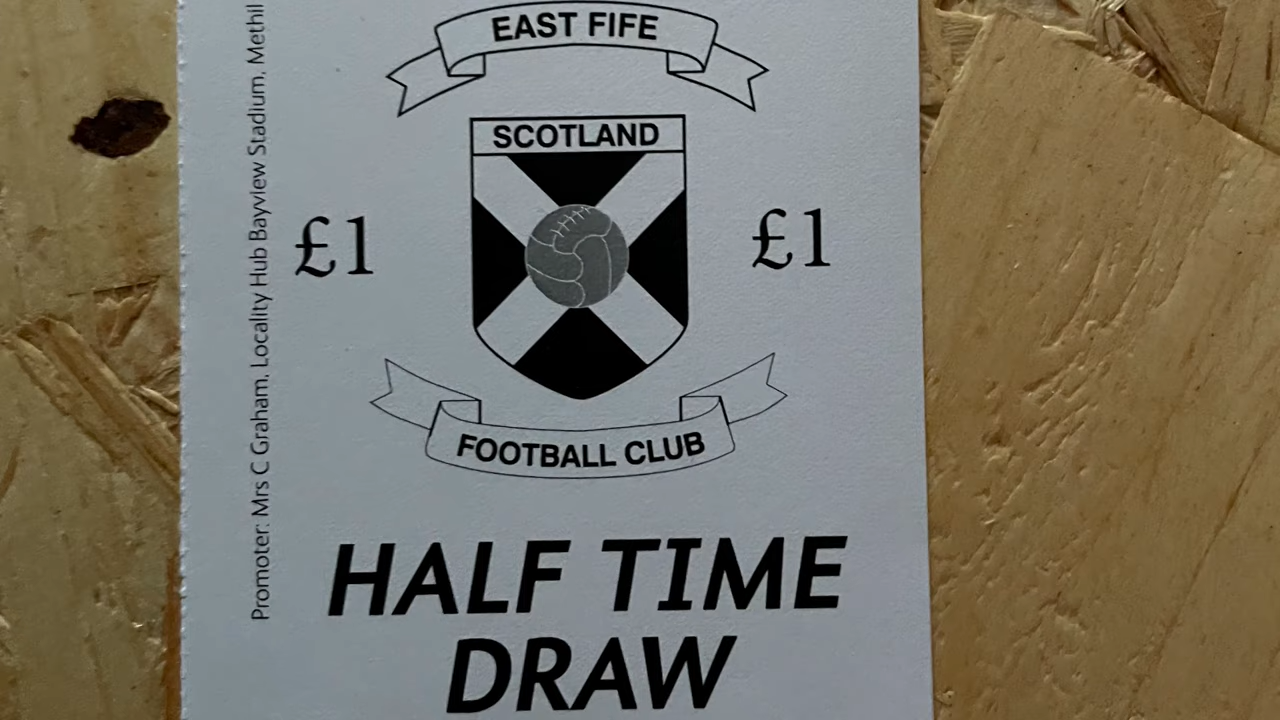 EAST FIFE
SCOTLAND
£1
£1
FOOTBALL CLUB
HALF TIME
DRAW
Promoter: Mrs C Graham, Locality Hub Bayview Stadium, Methil